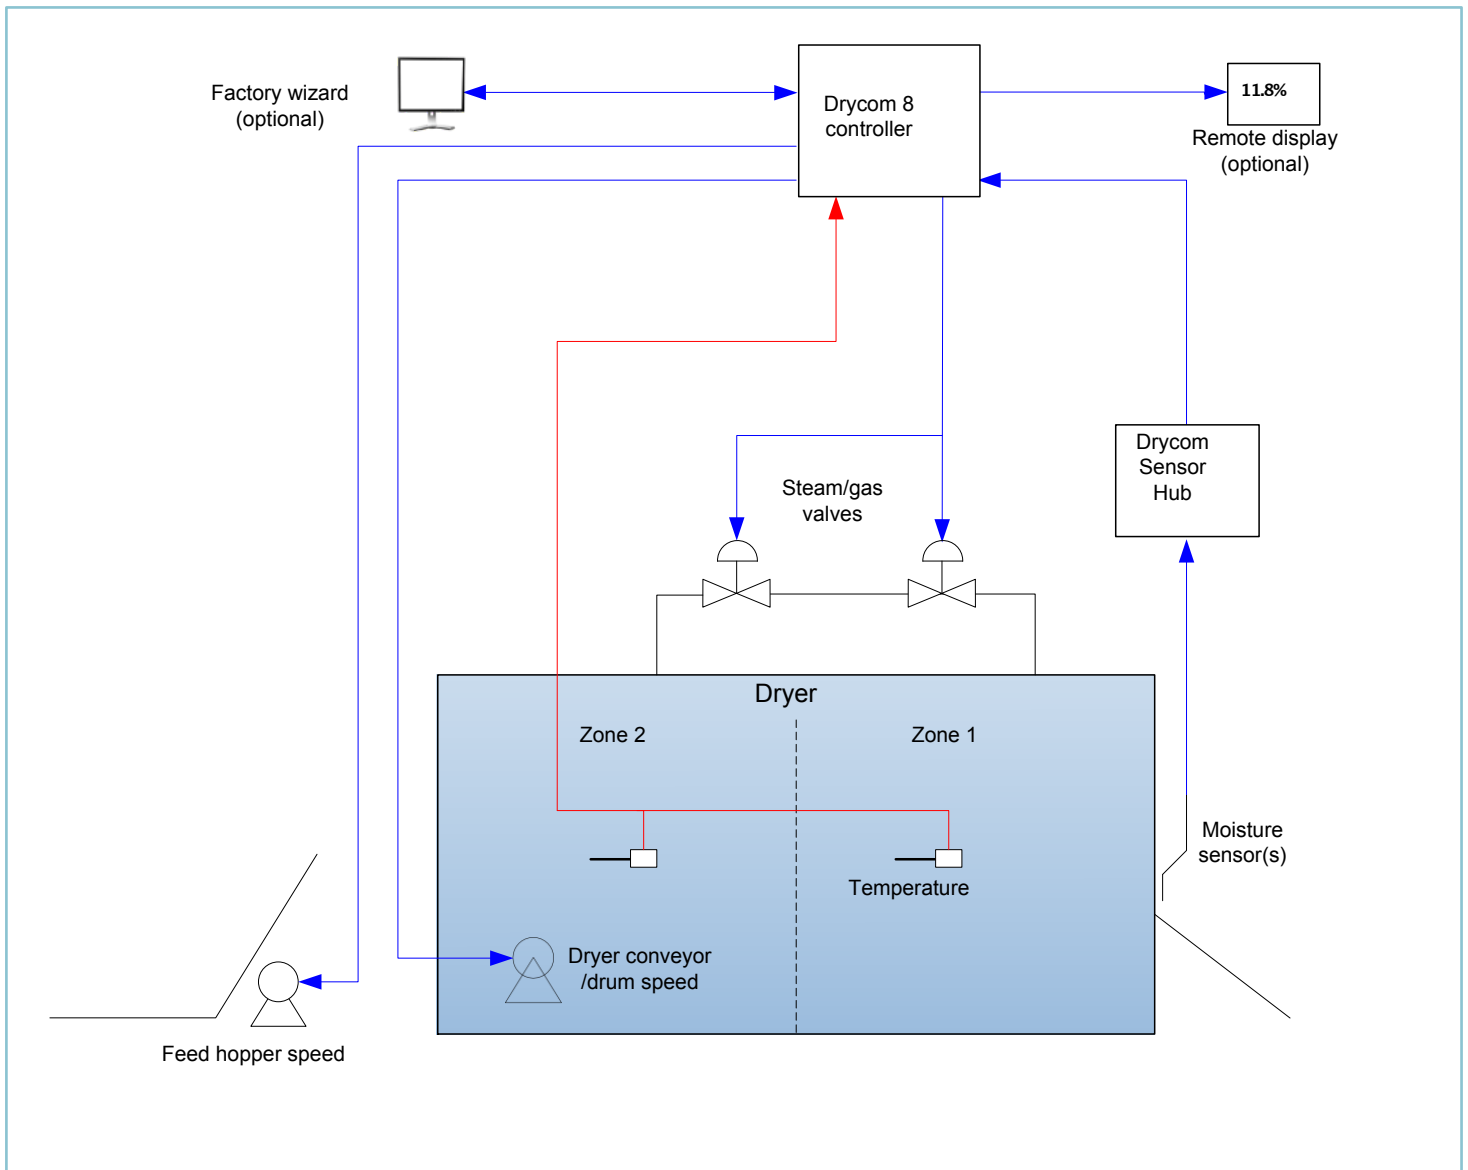 Factory wizard
(optional)
Drycom 8
controller
11.8%
Remote display
(optional)
Drycom
Sensor
Hub
Steam/gas
valves
Dryer
Zone 2
Zone 1
Moisture
sensor(s)
Temperature
Dryer conveyor
/drum speed
Feed hopper speed